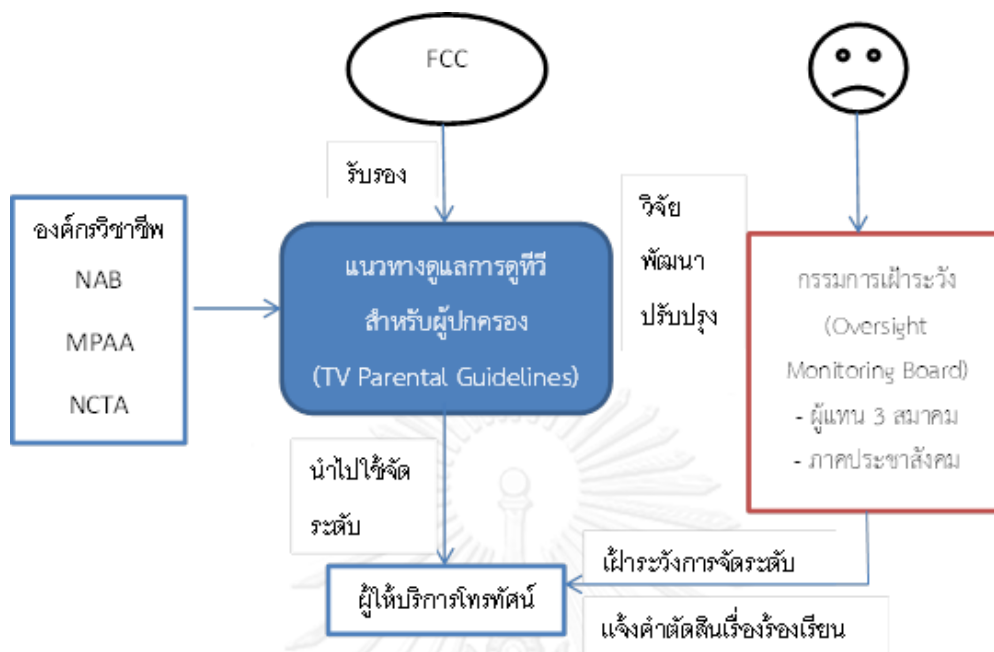 FCC
รับรอง
องค์กรวิชาชีพ
NAB
MPAA
NCTA
แนวทางดูแลการดูทีวี
สำหรับผู้ปกครอง
(TV Parental Guidelines)
วิจัย
พัฒนา
ปรับปรุง
กรรมการเฝ้าระวัง
(Oversight
Monitoring Board)
- ผู้แทน 3 สมาคม
- ภาคประชาสังคม
นำไปใช้จัด
ระดับ
ผู้ให้บริการโทรทัศน์
เฝ้าระวังการจัดระดับ
แจ้งคำตัดสินเรื่องร้องเรียน